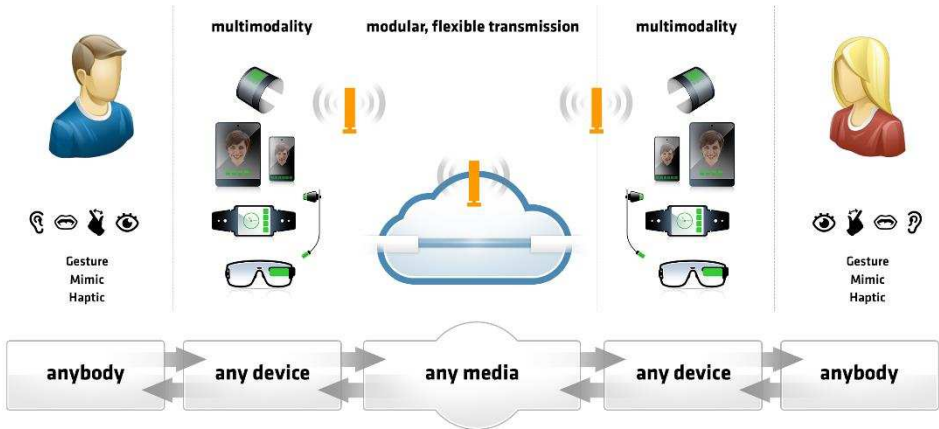 multimodality
modular, flexible transmission
multimodality
Gesture
Mimic
Haptic
Gesture
Mimic
Haptic
anybody
any device
any media
any device
anybody